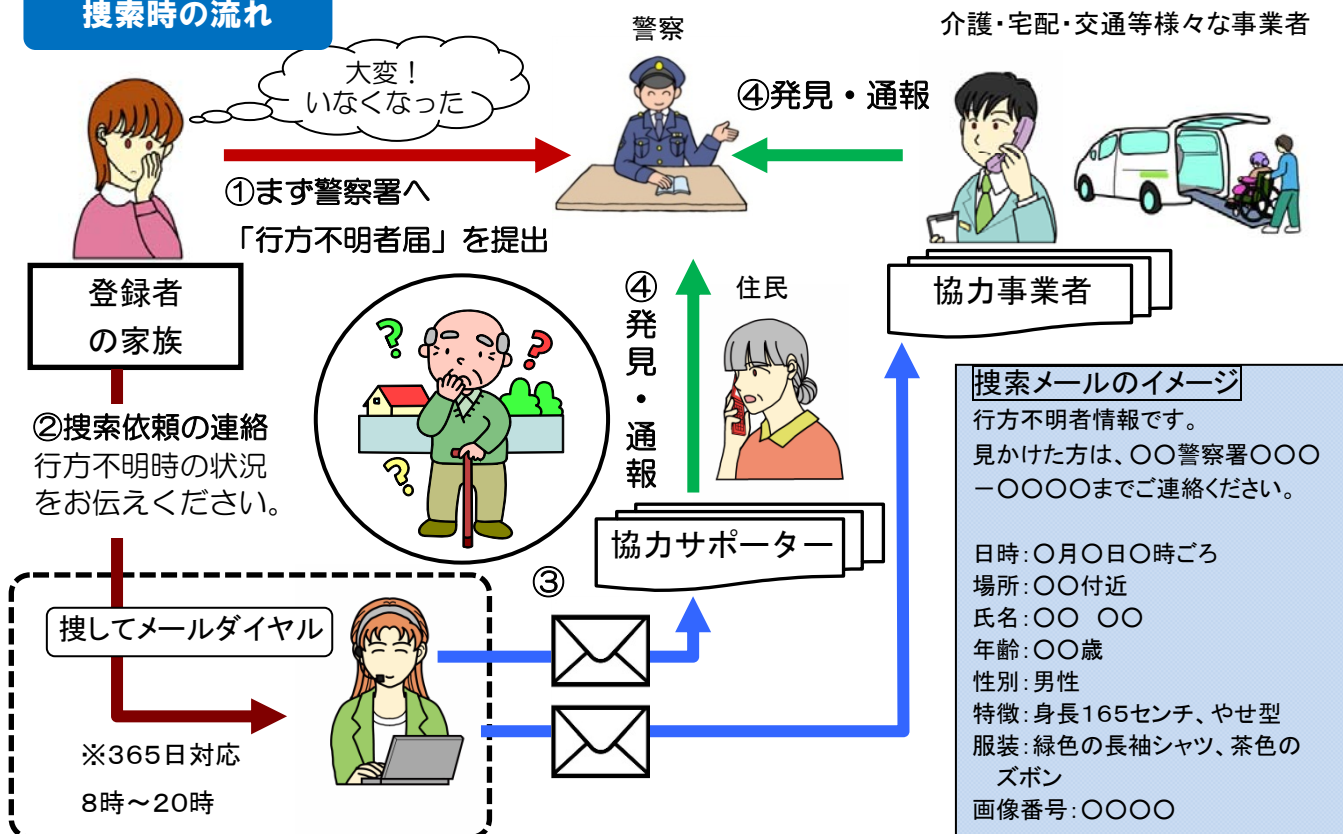 捜索時の流れ
大変！
いなくなった
警察
介護・宅配・交通等様々な事業者
④発見・通報
①まず警察署へ
「行方不明者届」を提出
登録者
の家族
④発見・通報
住民
協力事業者
②捜索依頼の連絡
行方不明時の状況
をお伝えください。
協力サポーター
③
捜してメールダイヤル
※365日対応
8時～20時
捜索メールのイメージ
行方不明者情報です。
見かけた方は、〇〇警察署〇〇〇
－〇〇〇〇までご連絡ください。
日時：〇月〇日〇時ごろ
場所：〇〇付近
氏名：〇〇　〇〇
年齢：〇〇歳
性別：男性
特徴：身長165センチ、やせ型
服装：緑色の長袖シャツ、茶色の
ズボン
画像番号：〇〇〇〇